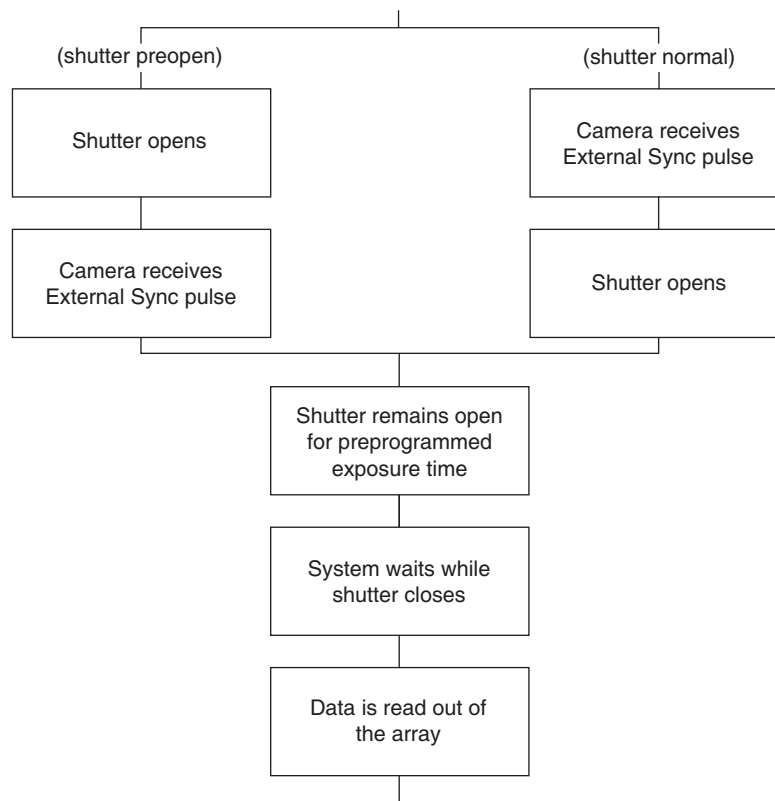 (shutter preopen)
(shutter normal)
Shutter opens
Camera receives
External Sync pulse
Camera receives
External Sync pulse
Shutter opens
Shutter remains open
for preprogrammed
exposure time
System waits while
shutter closes
Data is read out of
the array